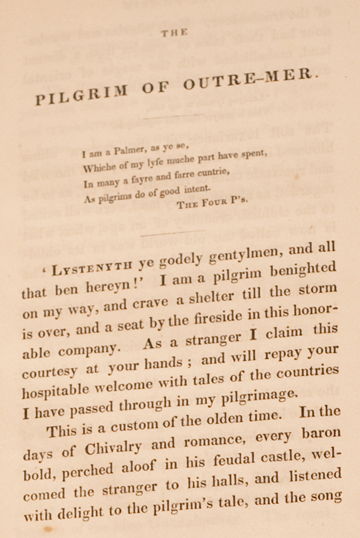 THE
PILGRIM OF OUTRE-MER.
I am a Palmer, as ye se,
Whiche of my lyfe muche part have spent,
In many a fayre and farre cuntrie,
As pilgrims do of good intent.
THE FOUR P's.
‘ LYSTENYTH ye godely gentylmen, and all
that ben hereyn!’ I am a pilgrim benighted
on my way, and crave a shelter till the storm
is over, and a seat by the fireside in this honor-
able company. As a stranger I claim this
courtesy at your hands; and will repay your
hospitable welcome with tales of the countries
I have passed through in my pilgrimage.
This is a custom of the olden time. In the
days of Chivalry and romance, every baron
bold, perched aloof in his feudal castle, wel-
comed the stranger to his halls, and listened
with delight to the pilgrim's tale, and the song